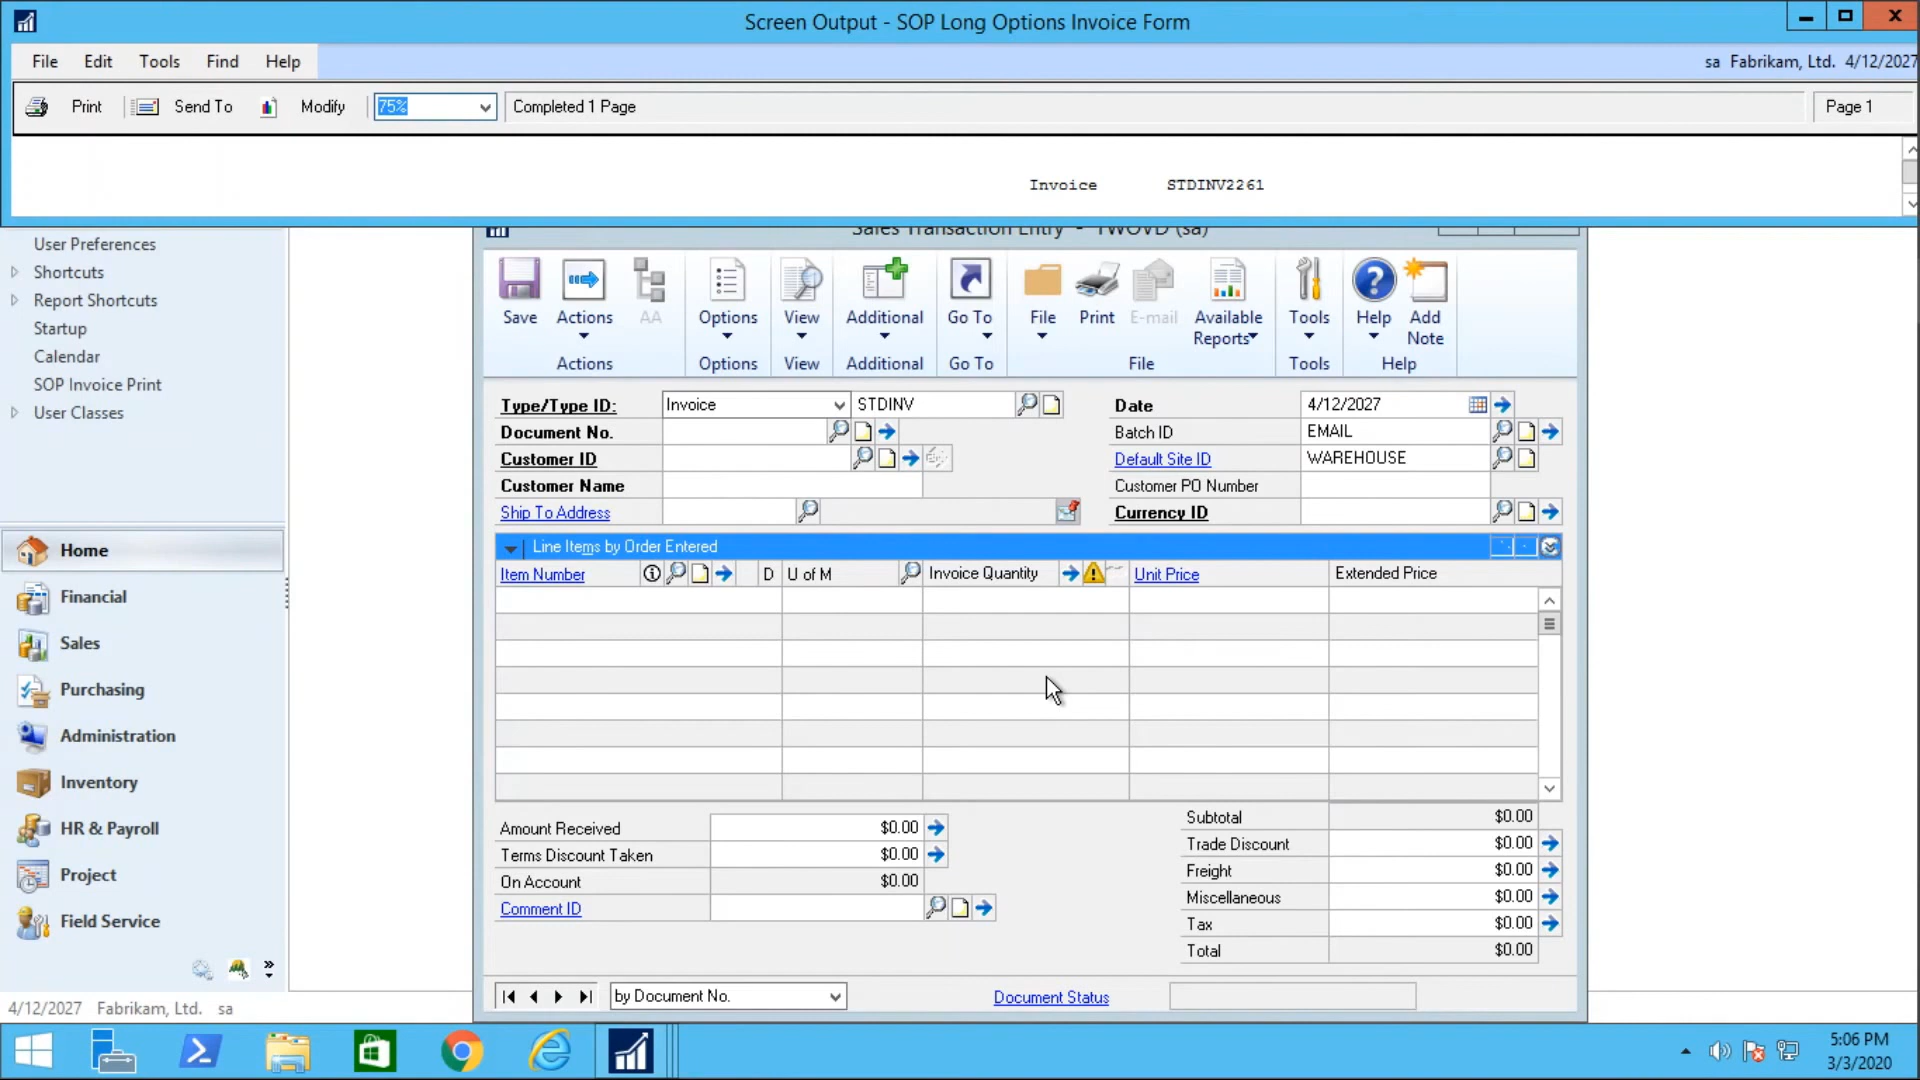 Screen Output - SOP Long Options Invoice Form
File Edit Tools Find Help
sa Fabrikam, Ltd. 4/12/2027
Print Send To Modify 75% Completed 1 Page Page 1
Invoice STDINV2261
Sales Transaction Entry - TWOVD (sa)
User Preferences
Shortcuts
Report Shortcuts
Startup
Calendar
SOP Invoice Print
User Classes
Home
Financial
Sales
Purchasing
Administration
Inventory
HR & Payroll
Project
Field Service
4/12/2027 Fabrikam, Ltd. sa
Save Actions AA Options View Additional Go To File Print E-mail Available Reports Tools Help Add Note
Actions Options View Additional Go To File Tools Help
Type/Type ID: Invoice STDINV
Date 4/12/2027
Document No.
Batch ID EMAIL
Customer ID
Default Site ID WAREHOUSE
Customer Name
Customer PO Number
Ship To Address
Currency ID
Line Items by Order Entered
Item Number D U of M Invoice Quantity Unit Price Extended Price
Amount Received $0.00
Terms Discount Taken $0.00
On Account $0.00
Comment ID
Subtotal $0.00
Trade Discount $0.00
Freight $0.00
Miscellaneous $0.00
Tax $0.00
Total $0.00
by Document No. Document Status
5:06 PM
3/3/2020